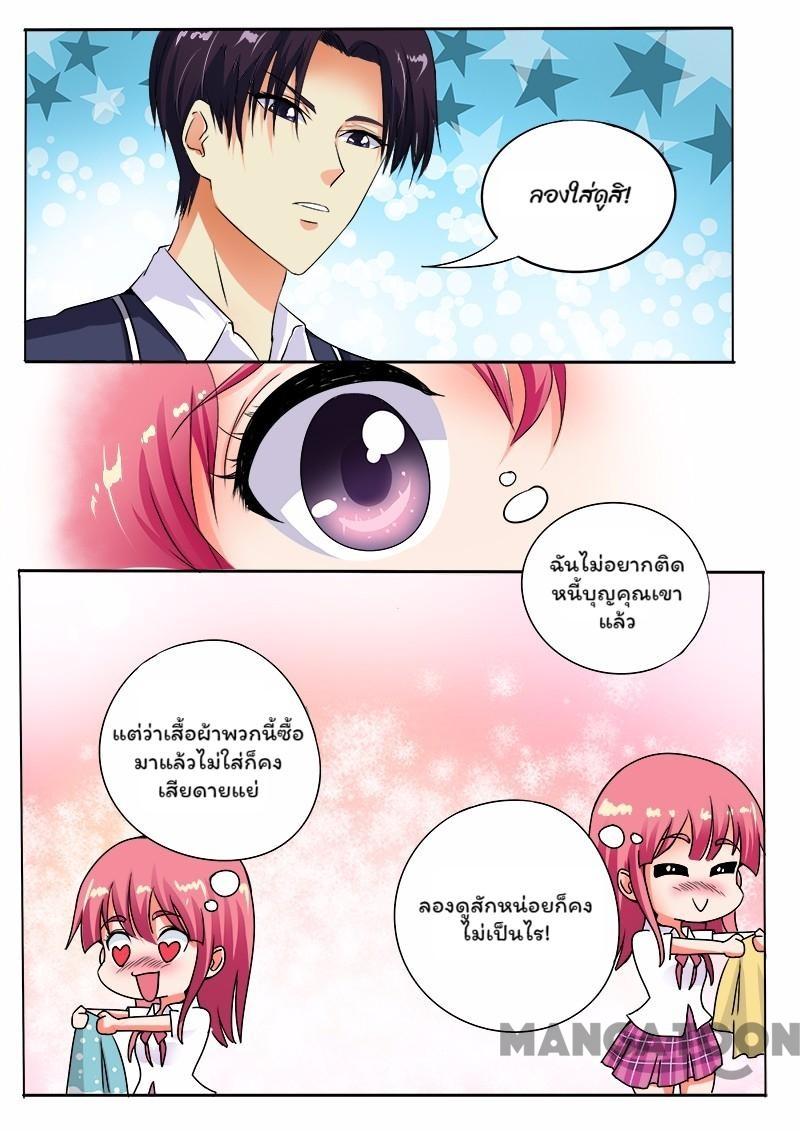 ลองใส่ดูสิ!
ฉันไม่อยากติด
หนี้บุญคุณเขา
แล้ว
แต่ว่าเสื้อผ้าพวกนี้ซื้อ
มาแล้วไม่ใส่ก็คง
เสียดายแย่
ลองดูสักหน่อยก็คง
ไม่เป็นไร!
MANGATOON